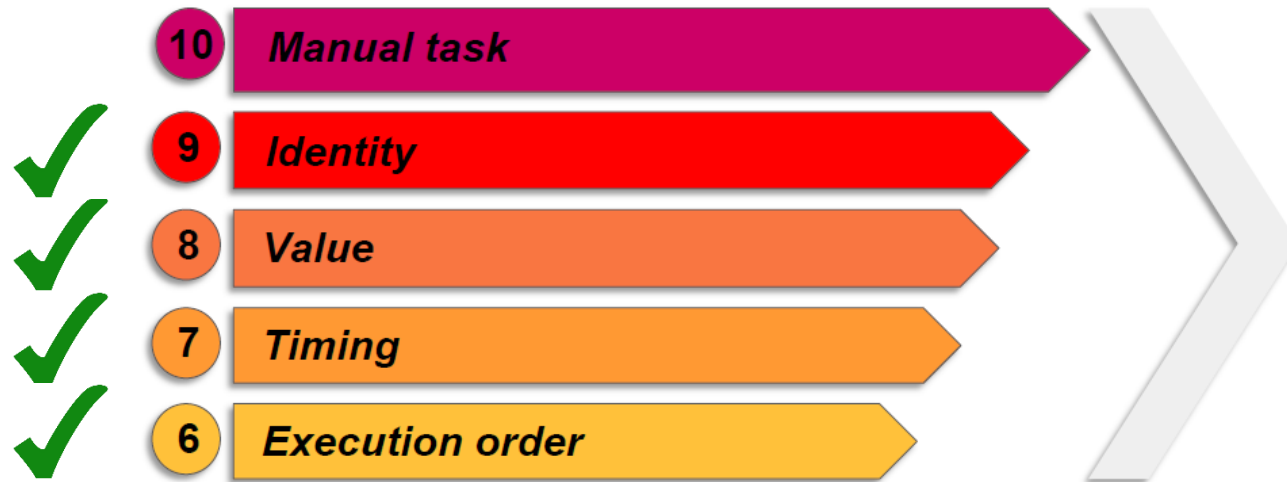 10 Manual task
9 Identity
8 Value
7 Timing
6 Execution order